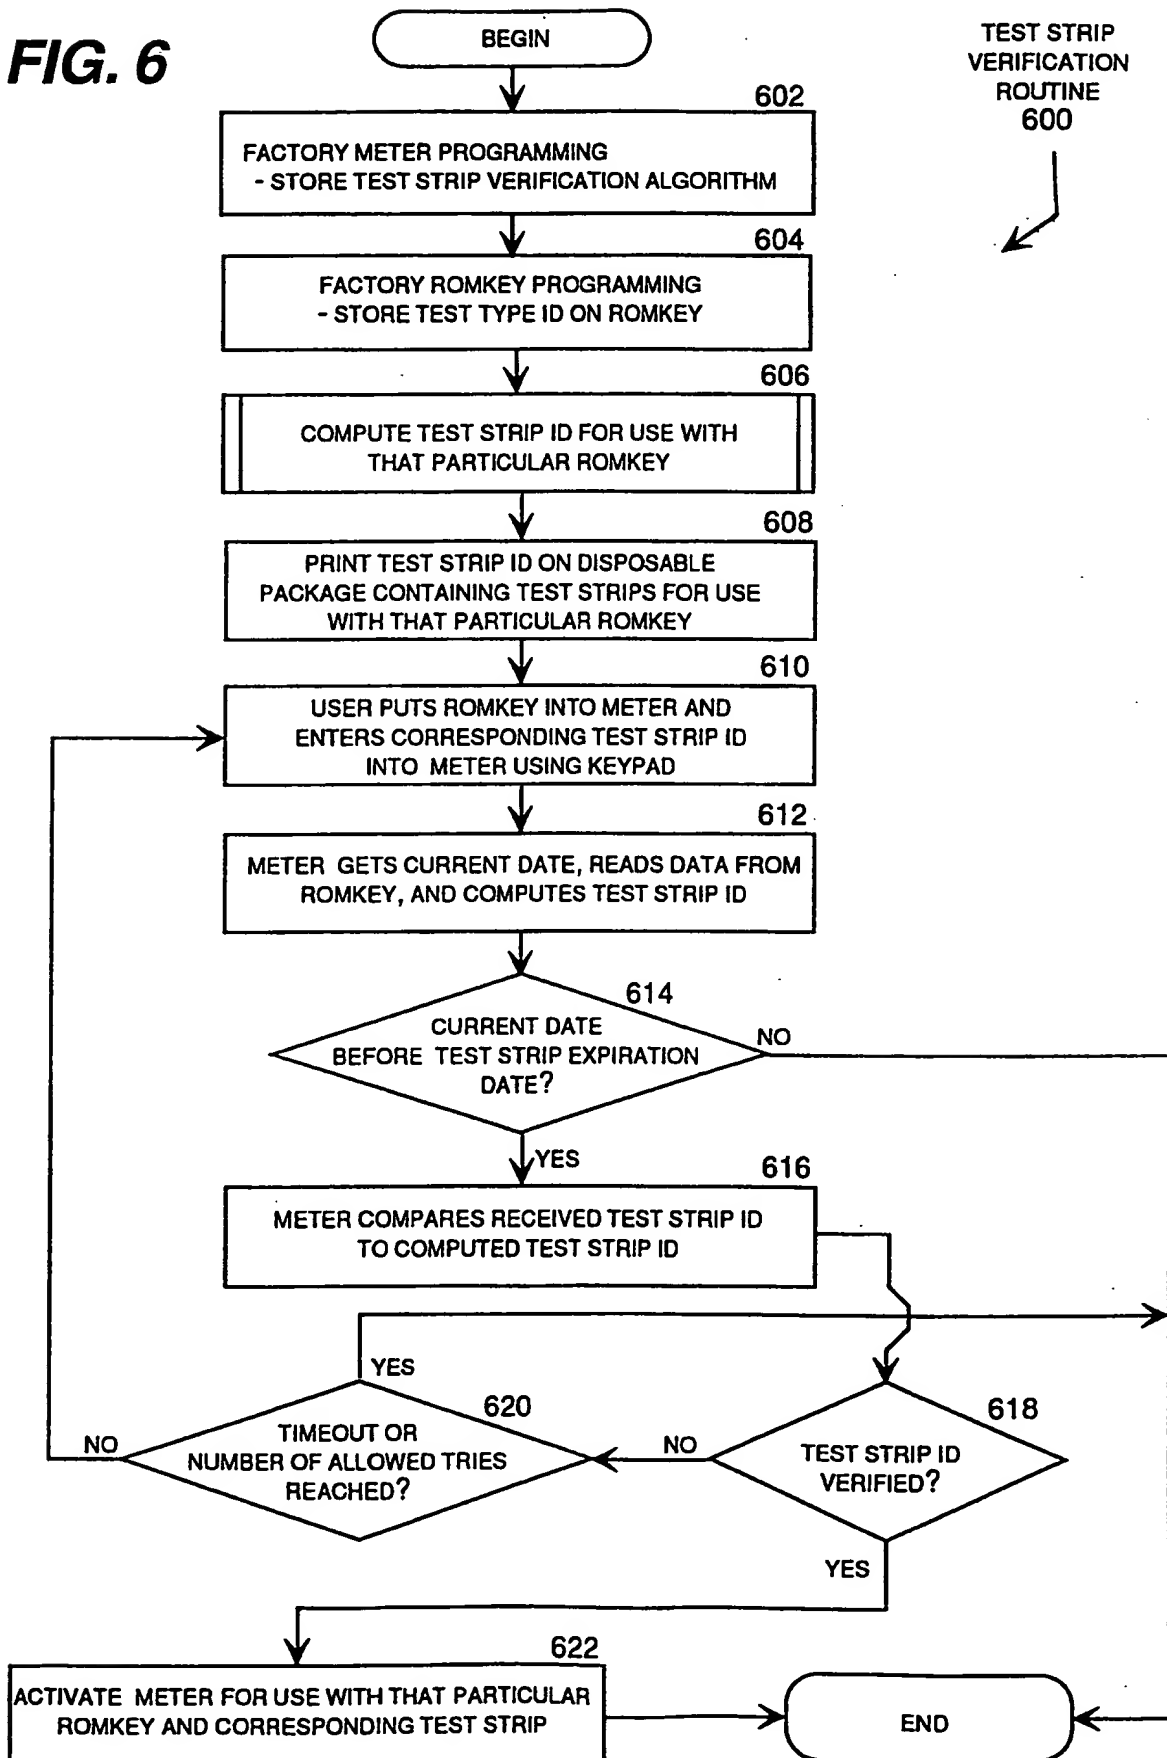 FIG. 6
BEGIN
TEST STRIP
VERIFICATION
ROUTINE
600
602
FACTORY METER PROGRAMMING
- STORE TEST STRIP VERIFICATION ALGORITHM
604
FACTORY ROMKEY PROGRAMMING
- STORE TEST TYPE ID ON ROMKEY
606
COMPUTE TEST STRIP ID FOR USE WITH
THAT PARTICULAR ROMKEY
608
PRINT TEST STRIP ID ON DISPOSABLE
PACKAGE CONTAINING TEST STRIPS FOR USE
WITH THAT PARTICULAR ROMKEY
610
USER PUTS ROMKEY INTO METER AND
ENTERS CORRESPONDING TEST STRIP ID
INTO METER USING KEYPAD
612
METER GETS CURRENT DATE, READS DATA FROM
ROMKEY, AND COMPUTES TEST STRIP ID
614
CURRENT DATE
BEFORE TEST STRIP EXPIRATION
DATE?
NO
YES
616
METER COMPARES RECEIVED TEST STRIP ID
TO COMPUTED TEST STRIP ID
YES
620
TIMEOUT OR
NUMBER OF ALLOWED TRIES
REACHED?
NO
NO
618
TEST STRIP ID
VERIFIED?
YES
622
ACTIVATE METER FOR USE WITH THAT PARTICULAR
ROMKEY AND CORRESPONDING TEST STRIP
END